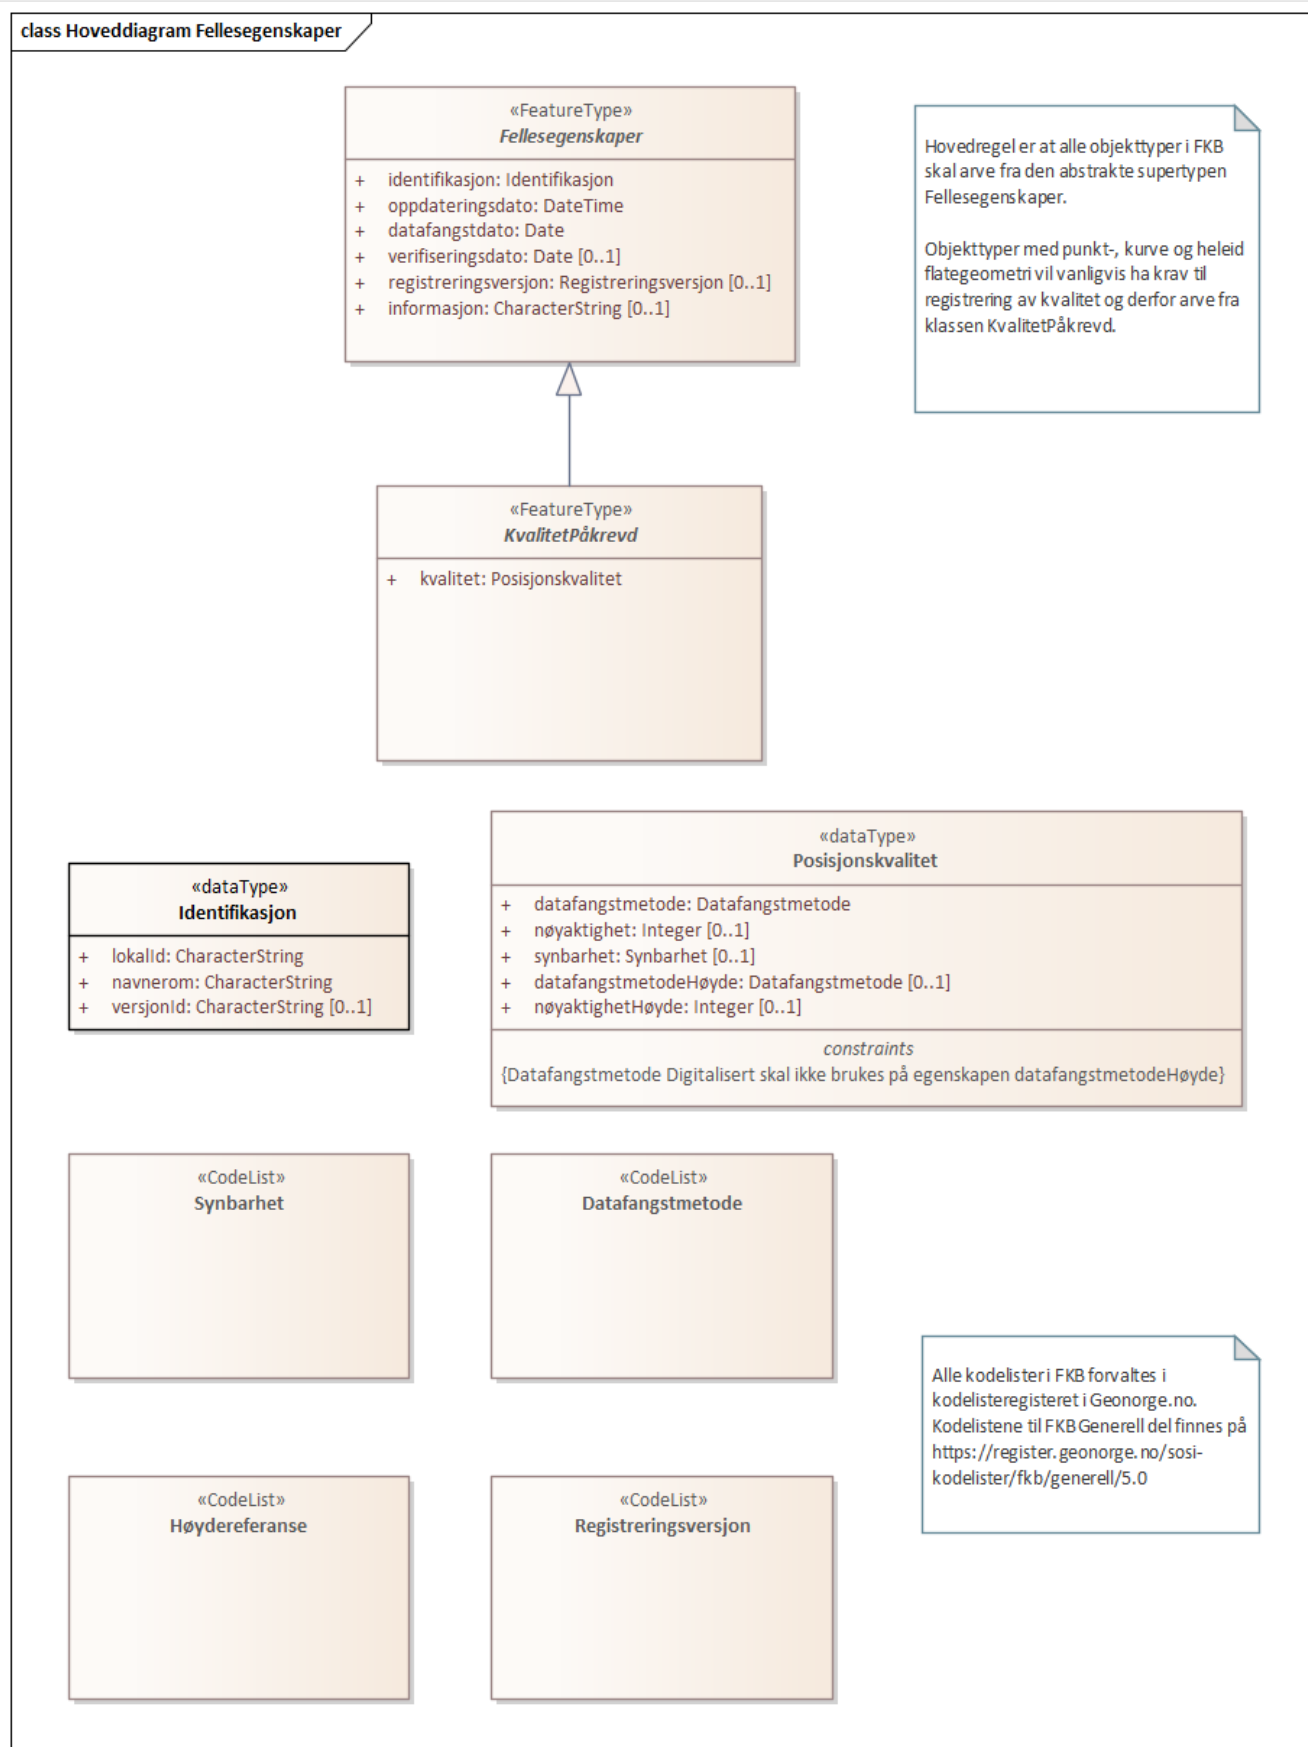 class Hoveddiagram Fellesegenskaper
«FeatureType»
Fellesegenskaper
+ identifikasjon: Identifikasjon
+ oppdateringsdato: DateTime
+ datafangstdato: Date
+ verifiseringsdato: Date [0..1]
+ registreringsversjon: Registreringsversjon [0..1]
+ informasjon: CharacterString [0..1]
Hovedregel er at alle objekttyper i FKB
skal arve fra den abstrakte supertypen
Fellesegenskaper.
Objekttyper med punkt-, kurve og heleid
flategeometri vil vanligvis ha krav til
registrering av kvalitet og derfor arve fra
klassen KvalitetPåkrevd.
«FeatureType»
KvalitetPåkrevd
+ kvalitet: Posisjonskvalitet
«dataType»
Identifikasjon
+ lokalId: CharacterString
+ navnerom: CharacterString
+ versjonId: CharacterString [0..1]
«dataType»
Posisjonskvalitet
+ datafangstmetode: Datafangstmetode
+ nøyaktighet: Integer [0..1]
+ synbarhet: Synbarhet [0..1]
+ datafangstmetodeHøyde: Datafangstmetode [0..1]
+ nøyaktighetHøyde: Integer [0..1]
constraints
{Datafangstmetode Digitalisert skal ikke brukes på egenskapen datafangstmetodeHøyde}
«CodeList»
Synbarhet
«CodeList»
Datafangstmetode
Alle kodelister i FKB forvaltes i
kodelisteregisteret i Geonorge.no.
Kodelistene til FKB Generell del finnes på
https://register.geonorge.no/sosi-
kodelister/fkb/generell/5.0
«CodeList»
Høydereferanse
«CodeList»
Registreringsversjon